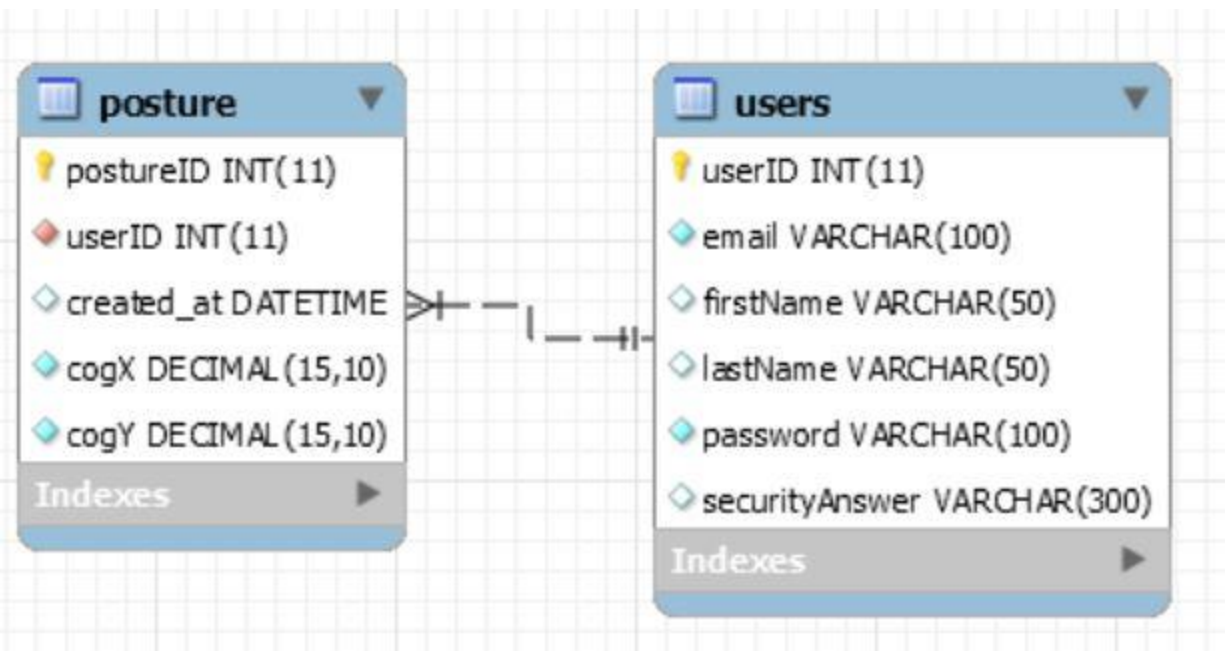 posture
postureID INT(11)
userID INT(11)
created_at DATETIME
cogX DECIMAL(15,10)
cogY DECIMAL(15,10)
Indexes
users
userID INT(11)
email VARCHAR(100)
firstName VARCHAR(50)
lastName VARCHAR(50)
password VARCHAR(100)
securityAnswer VARCHAR(300)
Indexes